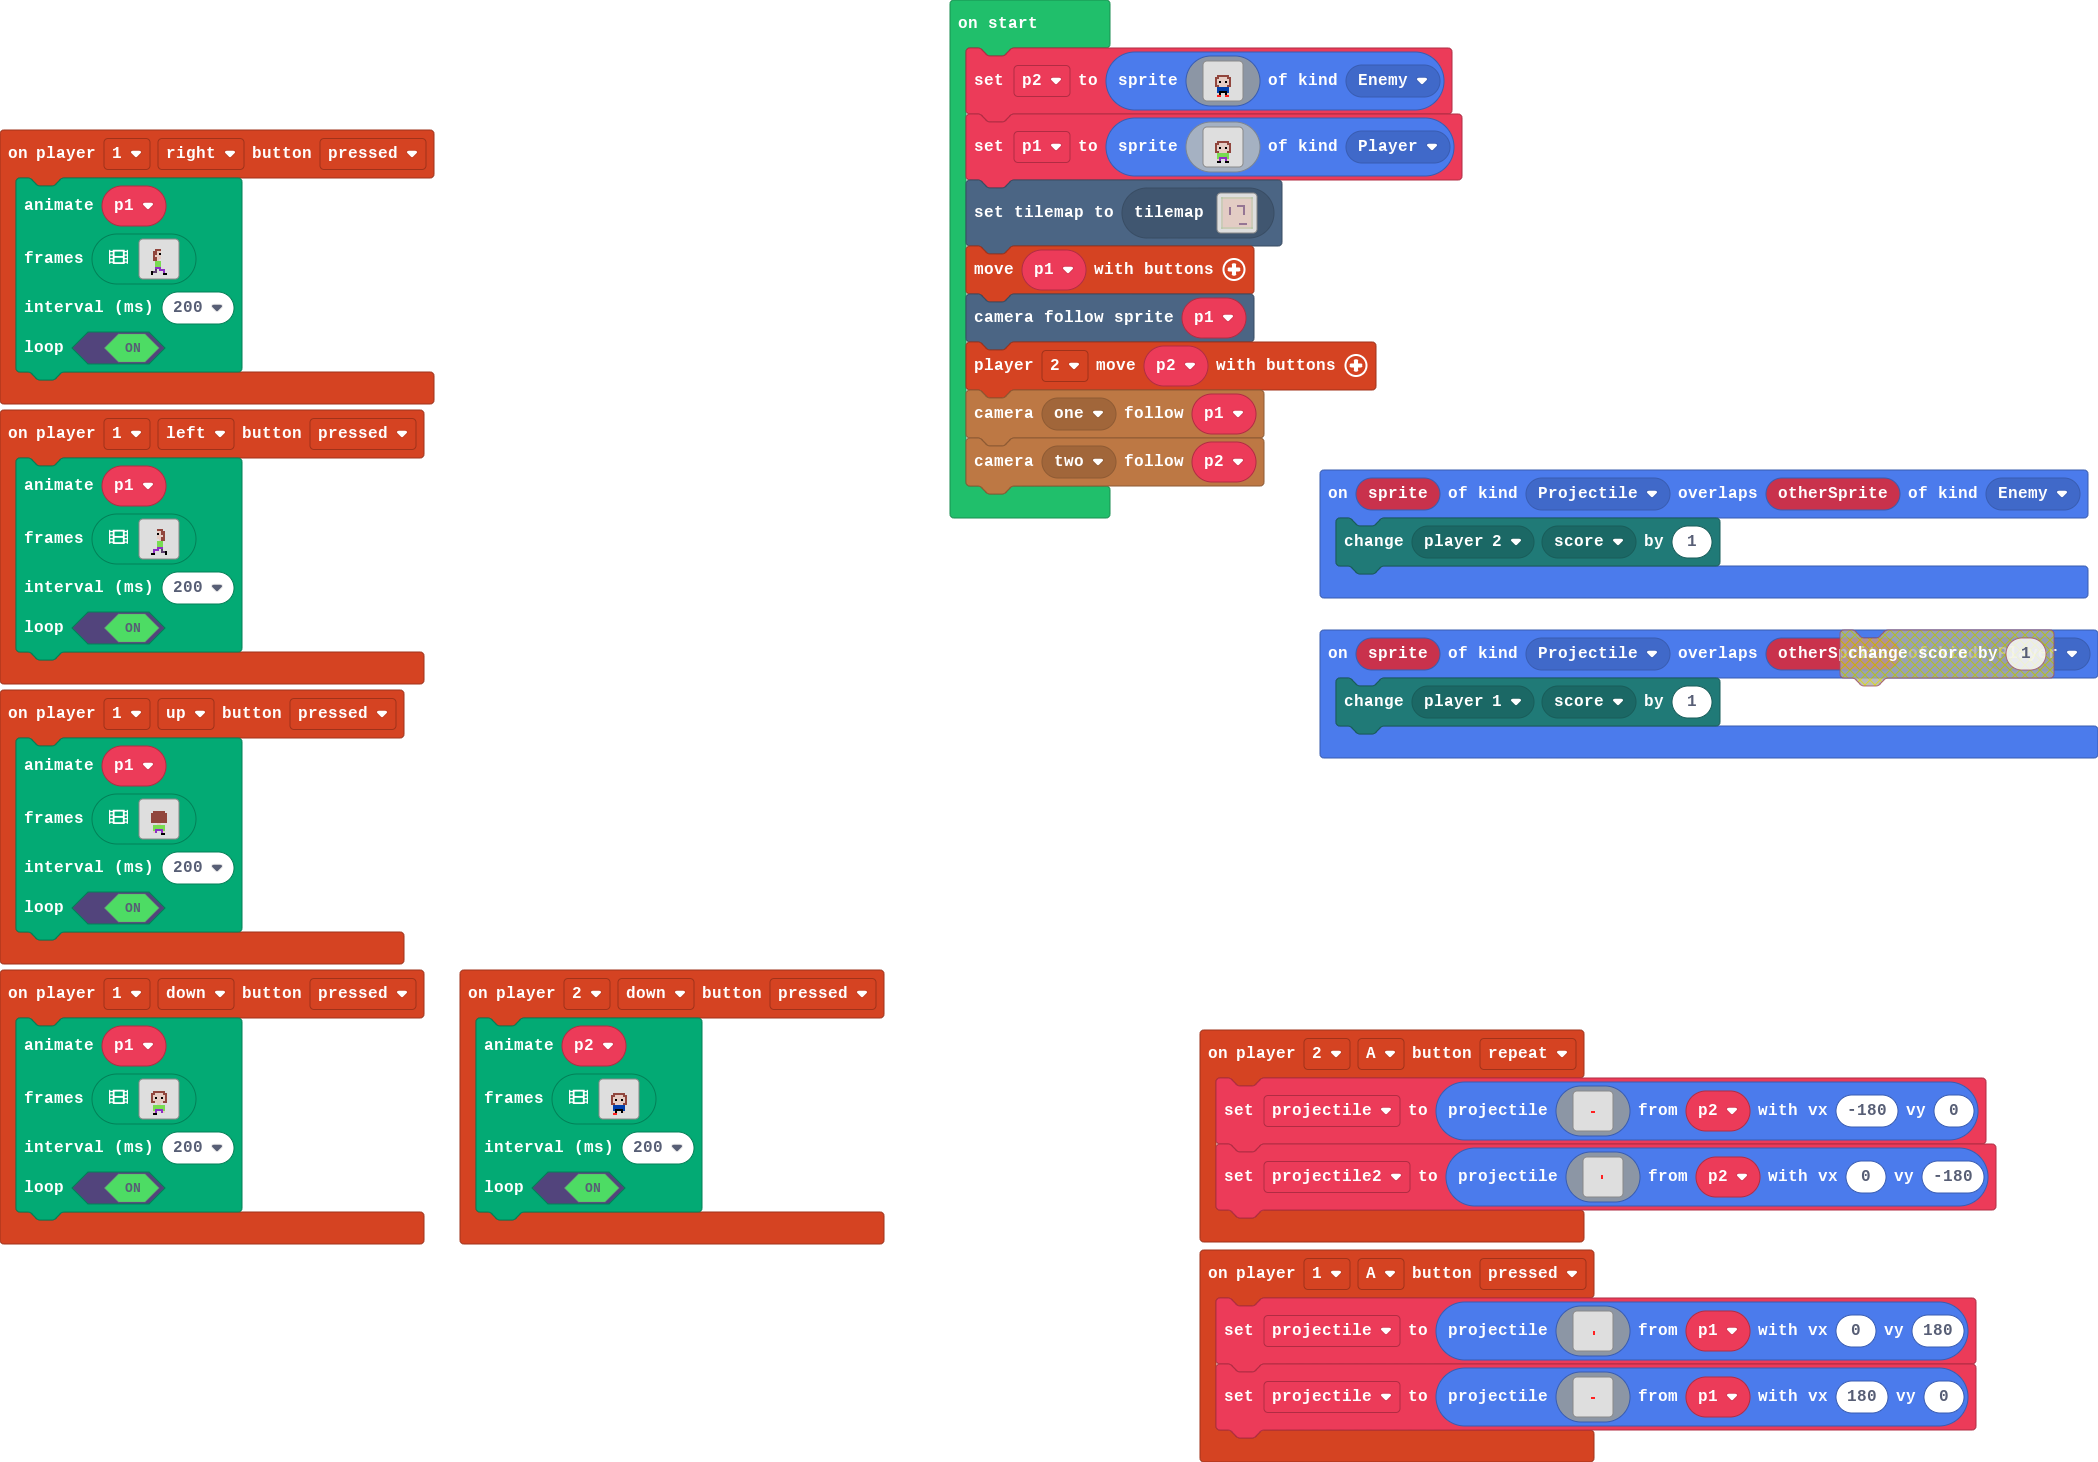 on start
set p2 to sprite of kind Enemy
set p1 to sprite of kind Player
set tilemap to tilemap
move p1 with buttons
camera follow sprite p1
player 2 move p2 with buttons
camera one follow p1
camera two follow p2
on player 1 right button pressed
animate p1
frames
interval (ms) 200
loop ON
on player 1 left button pressed
animate p1
frames
interval (ms) 200
loop ON
on player 1 up button pressed
animate p1
frames
interval (ms) 200
loop ON
on player 1 down button pressed
animate p1
frames
interval (ms) 200
loop ON
on player 2 down button pressed
animate p2
frames
interval (ms) 200
loop ON
on sprite of kind Projectile overlaps otherSprite of kind Enemy
change player 2 score by 1
on sprite of kind Projectile overlaps
change score by 1
change player 1 score by 1
on player 2 A button repeat
set projectile to projectile from p2 with vx -180 vy 0
set projectile2 to projectile from p2 with vx 0 vy -180
on player 1 A button pressed
set projectile to projectile from p1 with vx 0 vy 180
set projectile to projectile from p1 with vx 180 vy 0